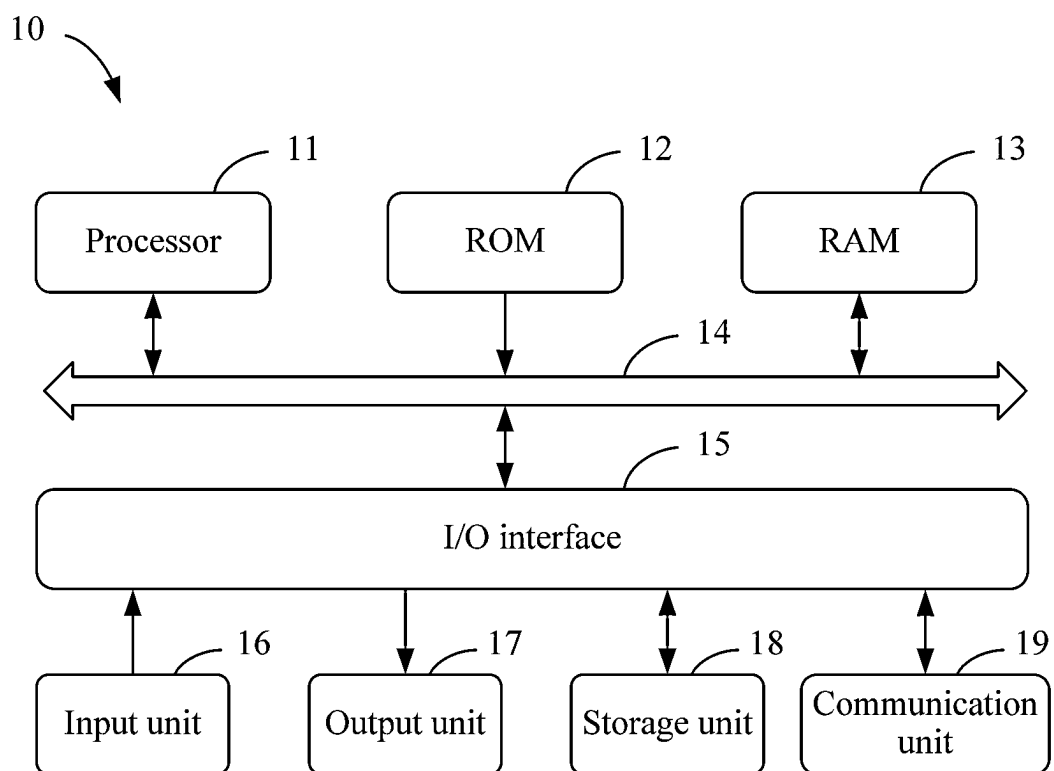 10
11
12
13
Processor
ROM
RAM
14
15
I/O interface
16
17
18
19
Input unit
Output unit
Storage unit
Communication
unit